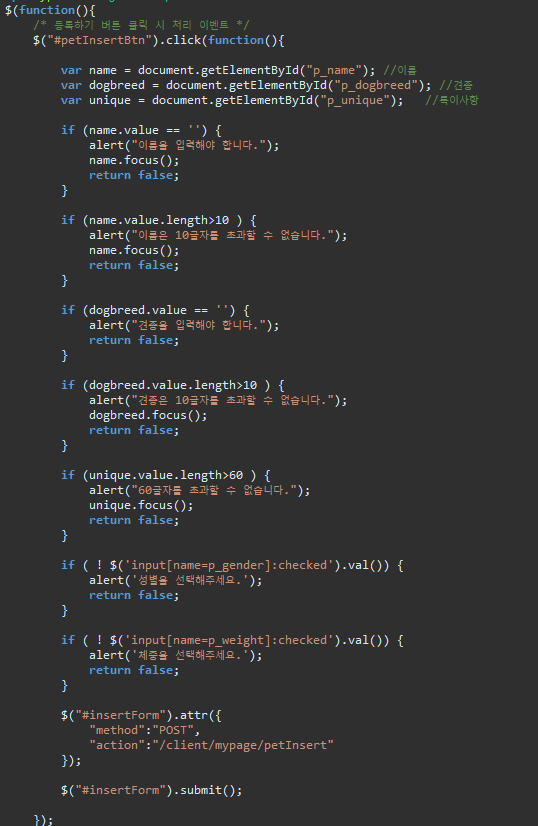 $(function(){
/* 등록하기 버튼 클릭 시 처리 이벤트 */
$("#petInsertBtn").click(function(){
var name = document.getElementById("p_name"); //이름
var dogbreed = document.getElementById("p_dogbreed"); //견종
var unique = document.getElementById("p_unique"); //특이사항
if (name.value == '') {
alert("이름을 입력해야 합니다.");
name.focus();
return false;
}
if (name.value.length>10 ) {
alert("이름은 10글자를 초과할 수 없습니다.");
name.focus();
return false;
}
if (dogbreed.value == '') {
alert("견종을 입력해야 합니다.");
return false;
}
if (dogbreed.value.length>10 ) {
alert("견종은 10글자를 초과할 수 없습니다.");
dogbreed.focus();
return false;
}
if (unique.value.length>60 ) {
alert("60글자를 초과할 수 없습니다.");
unique.focus();
return false;
}
if ( ! $('input[name=p_gender]:checked').val()) {
alert('성별을 선택해주세요.');
return false;
}
if ( ! $('input[name=p_weight]:checked').val()) {
alert('체중을 선택해주세요.');
return false;
}
$("#insertForm").attr({
"method":"POST",
"action":"/client/mypage/petInsert"
});
$("#insertForm").submit();
});